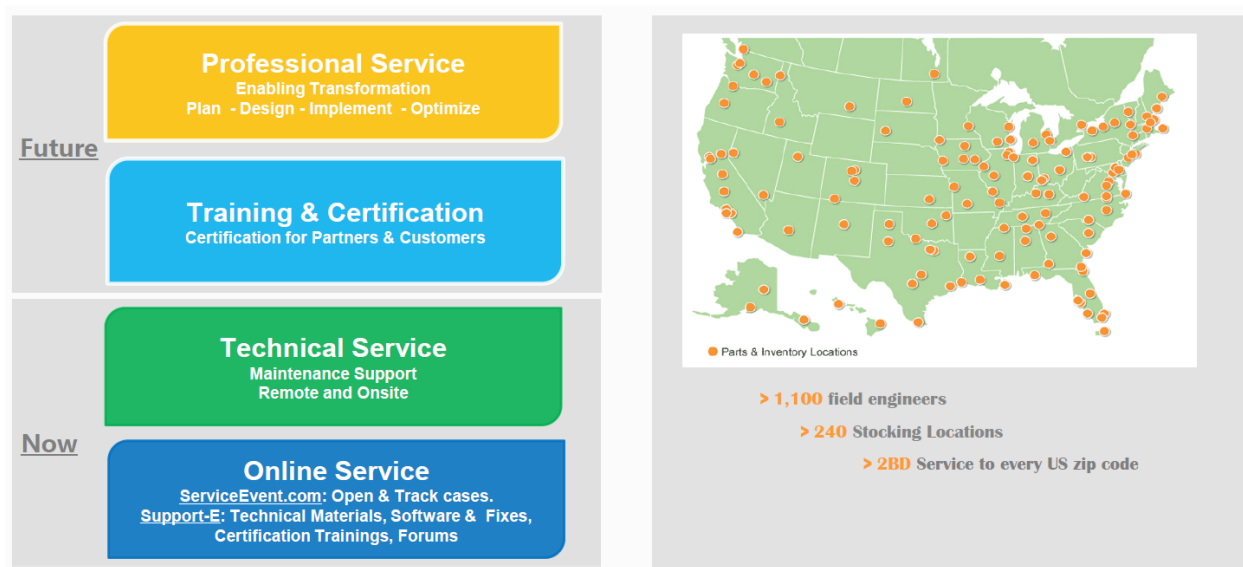 Future
Professional Service
Enabling Transformation
Plan - Design - Implement - Optimize
Training & Certification
Certification for Partners & Customers
Now
Technical Service
Maintenance Support
Remote and Onsite
Online Service
ServiceEvent.com: Open & Track cases.
Support-E: Technical Materials, Software & Fixes,
Certification Trainings, Forums
Parts & Inventory Locations
> 1,100 field engineers
> 240 Stocking Locations
> 2BD Service to every US zip code